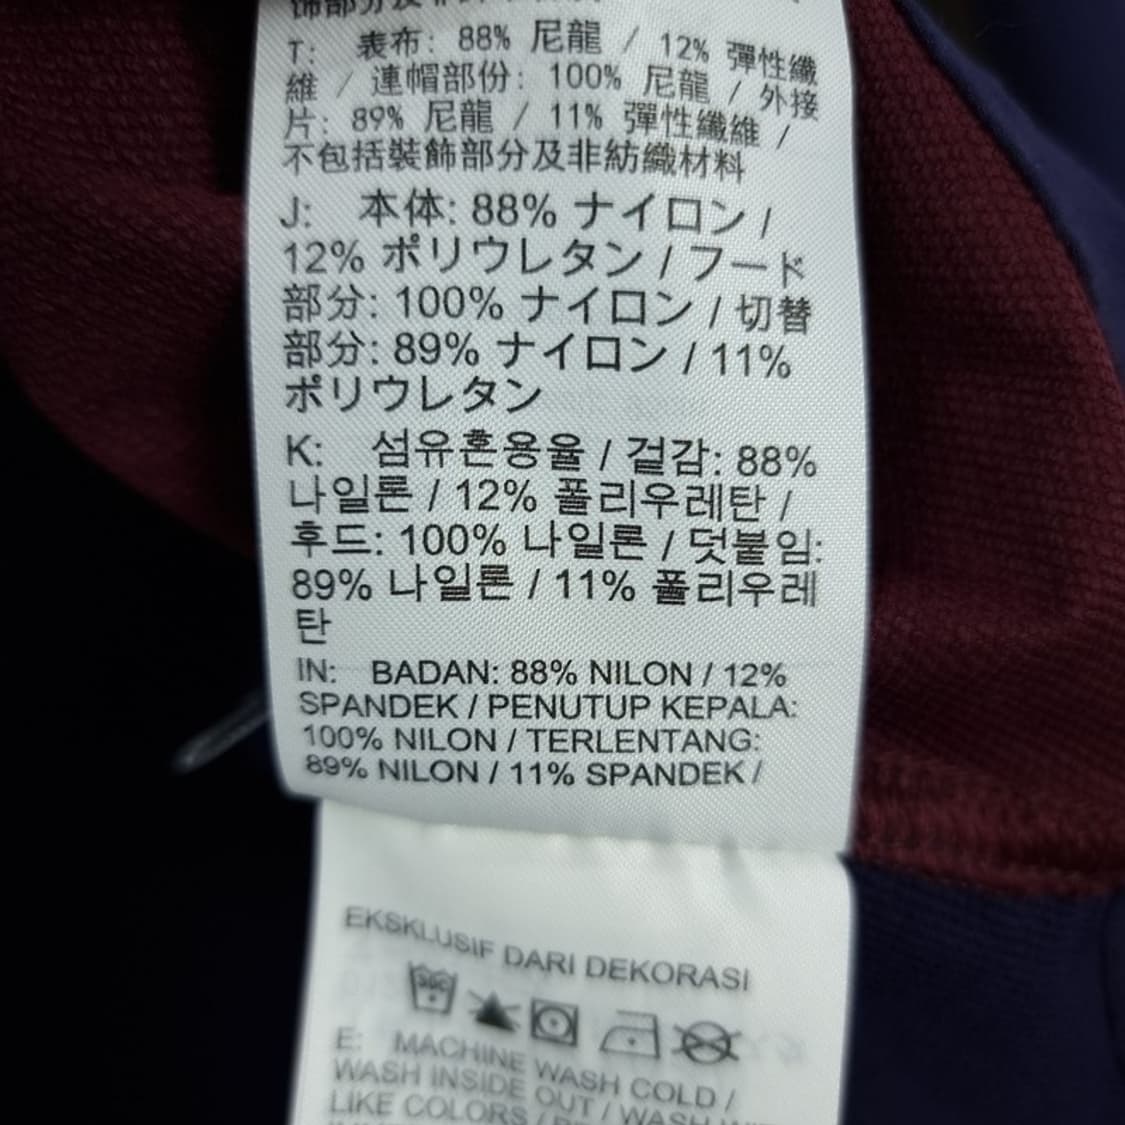 饰部分及非
T: 表布: 88% 尼龍 / 12% 彈性纖
維 / 連帽部份: 100% 尼龍 / 外接
片: 89% 尼龍 / 11% 彈性纖維 /
不包括裝飾部分及非紡織材料
J: 本体: 88% ナイロン /
12% ポリウレタン / フード
部分: 100% ナイロン / 切替
部分: 89% ナイロン / 11%
ポリウレタン
K: 섬유혼용율 / 겉감: 88%
나일론 / 12% 폴리우레탄 /
후드: 100% 나일론 / 덧붙임:
89% 나일론 / 11% 폴리우레
탄
IN: BADAN: 88% NILON / 12%
SPANDEK / PENUTUP KEPALA:
100% NILON / TERLENTANG:
89% NILON / 11% SPANDEK /
EKSKLUSIF DARI DEKORASI
E: MACHINE WASH COLD /
WASH INSIDE OUT / WASH
LIKE COLORS /